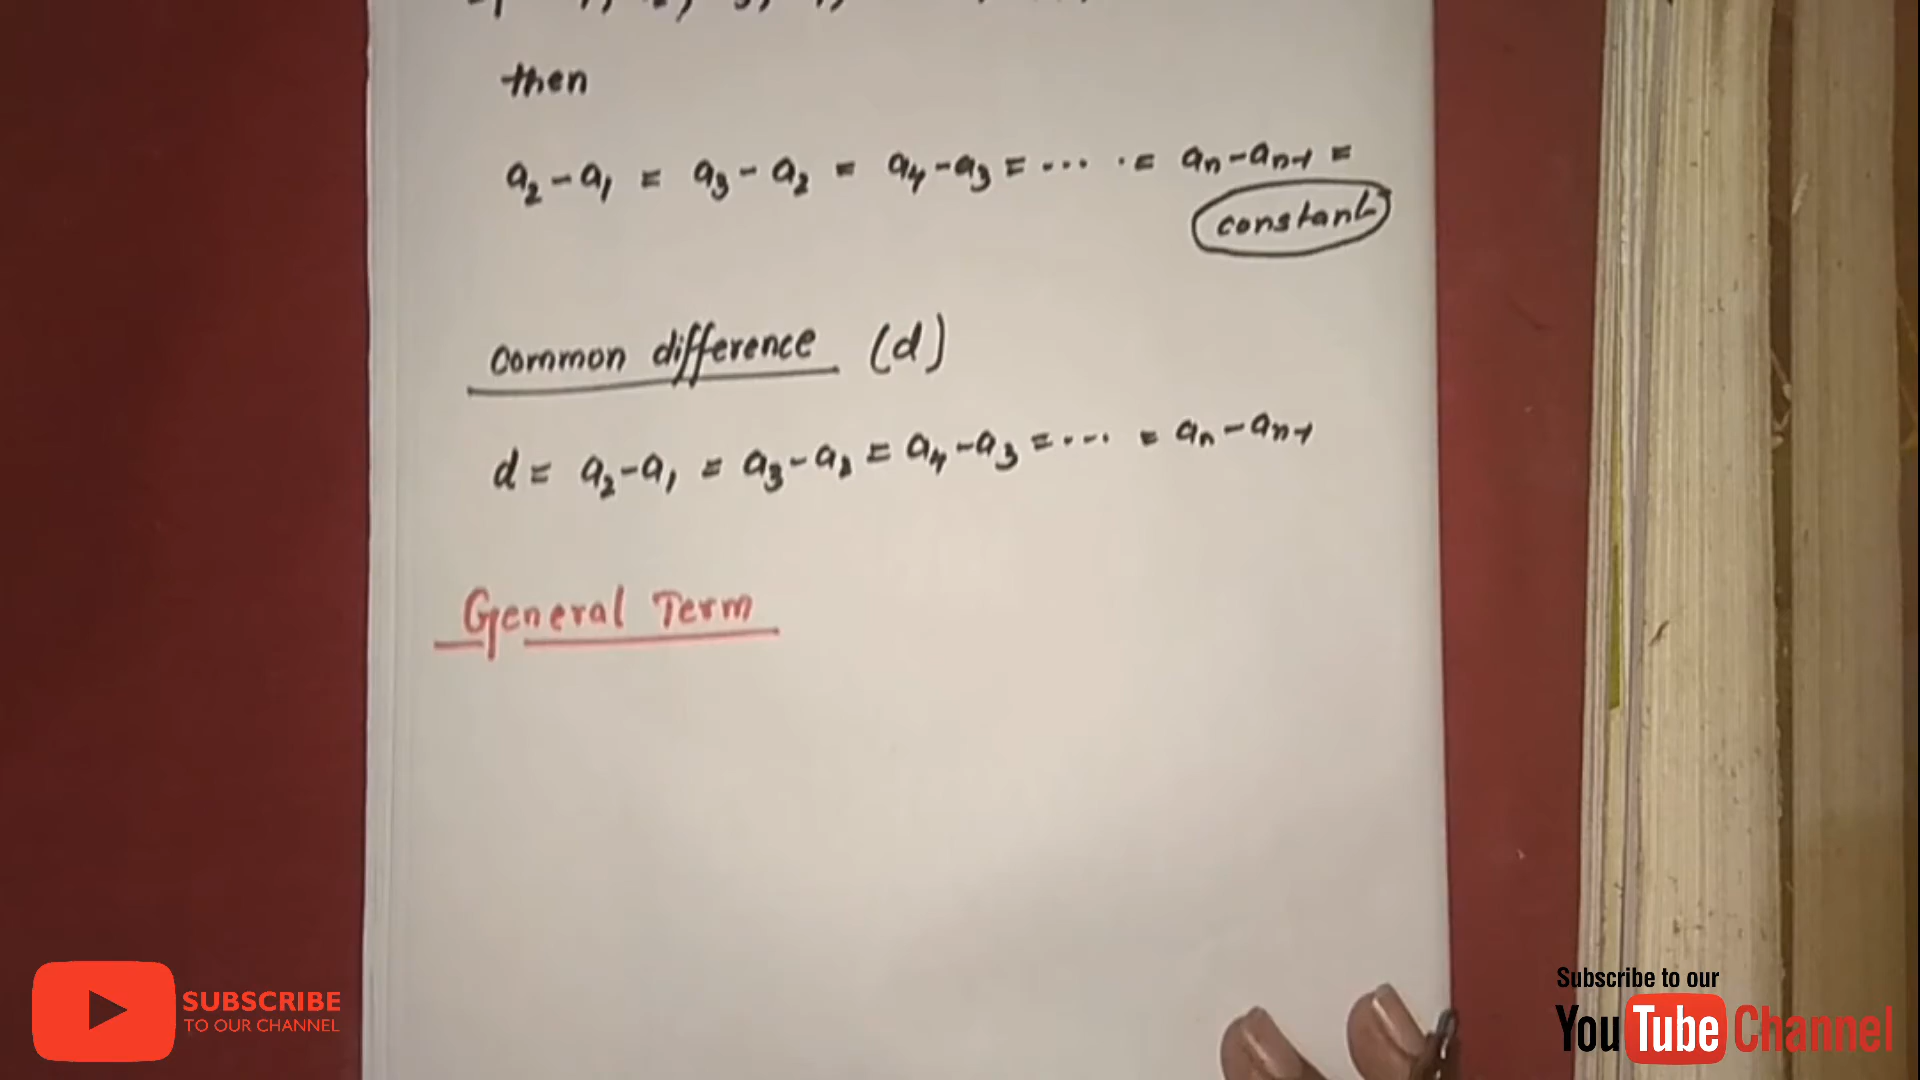 then
a₂-a₁ = a₃-a₂ = a₄-a₃ = ... . = aₙ-aₙ₋₁ =
constant
common difference (d)
d = a₂-a₁ = a₃-a₂ = a₄-a₃ = ... = aₙ-aₙ₋₁
General Term
SUBSCRIBE
TO OUR CHANNEL
Subscribe to our
YouTube Channel